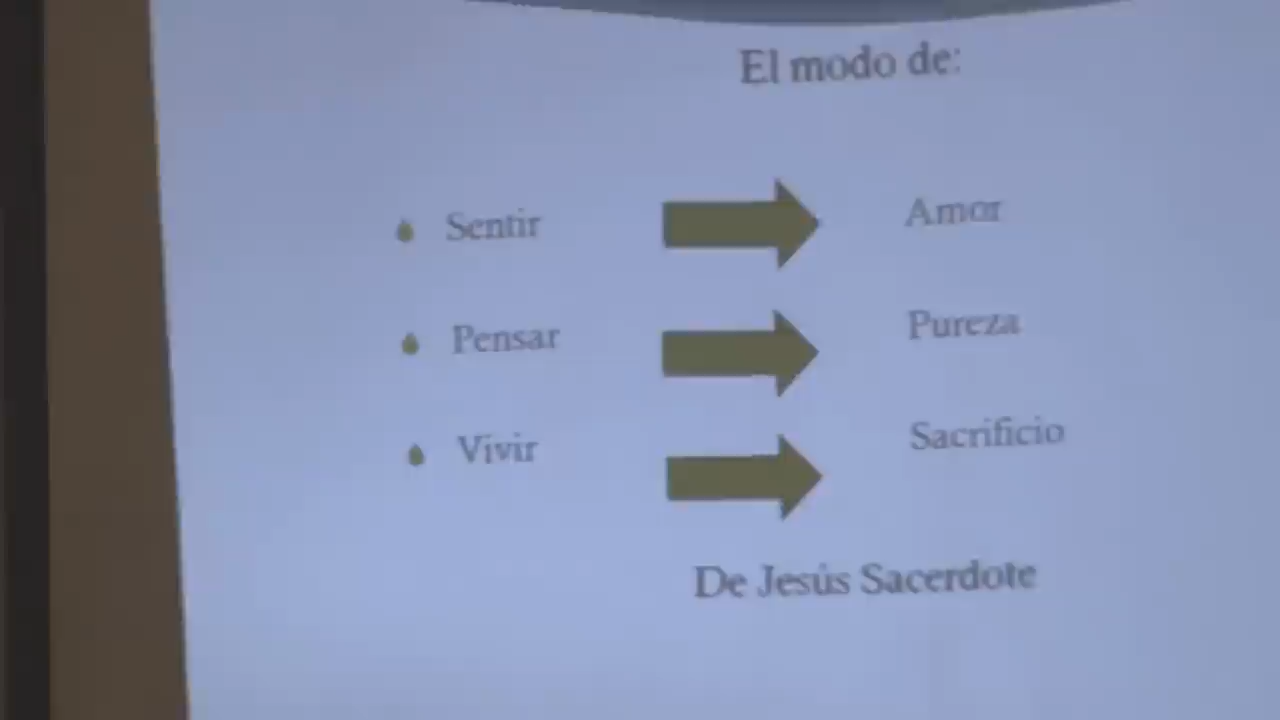 El modo de:
Sentir Amor
Pensar Pureza
Vivir Sacrificio
De Jesús Sacerdote